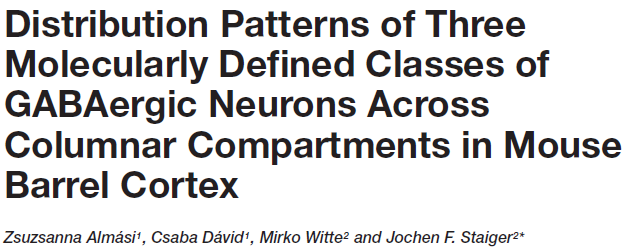 Distribution Patterns of Three
Molecularly Defined Classes of
GABAergic Neurons Across
Columnar Compartments in Mouse
Barrel Cortex
Zsuzsanna Almási¹, Csaba Dávid¹, Mirko Witte² and Jochen F. Staiger²*